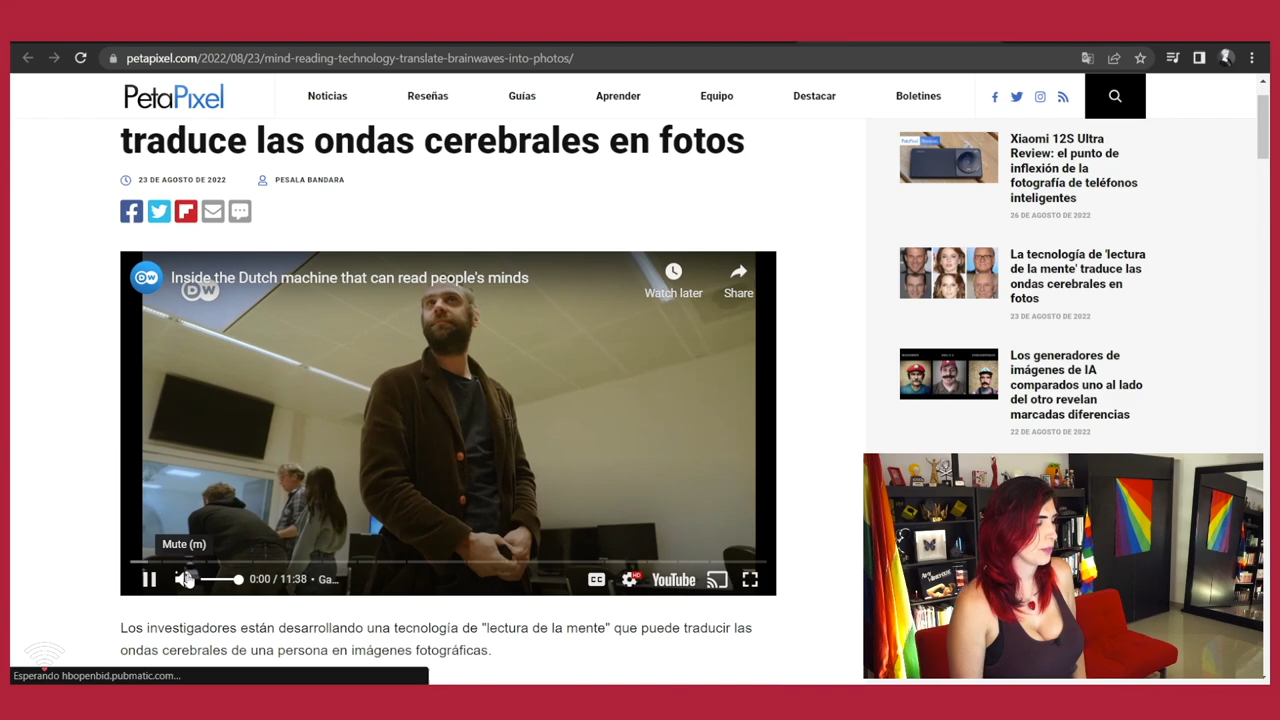 petapixel.com/2022/08/23/mind-reading-technology-translate-brainwaves-into-photos/
PetaPixel
Noticias
Reseñas
Guías
Aprender
Equipo
Destacar
Boletines
traduce las ondas cerebrales en fotos
23 DE AGOSTO DE 2022
PESALA BANDARA
DW
Inside the Dutch machine that can read people's minds
DW
Watch later
Share
Mute (m)
0:00 / 11:38 • Ga...
CC
HD
YouTube
Los investigadores están desarrollando una tecnología de "lectura de la mente" que puede traducir las
ondas cerebrales de una persona en imágenes fotográficas.
Esperando hbopenbid.pubmatic.com...
PetaPixel
Xiaomi 12S Ultra
Review: el punto de
inflexión de la
fotografía de teléfonos
inteligentes
26 DE AGOSTO DE 2022
La tecnología de 'lectura
de la mente' traduce las
ondas cerebrales en
fotos
23 DE AGOSTO DE 2022
Los generadores de
imágenes de IA
comparados uno al lado
del otro revelan
marcadas diferencias
22 DE AGOSTO DE 2022